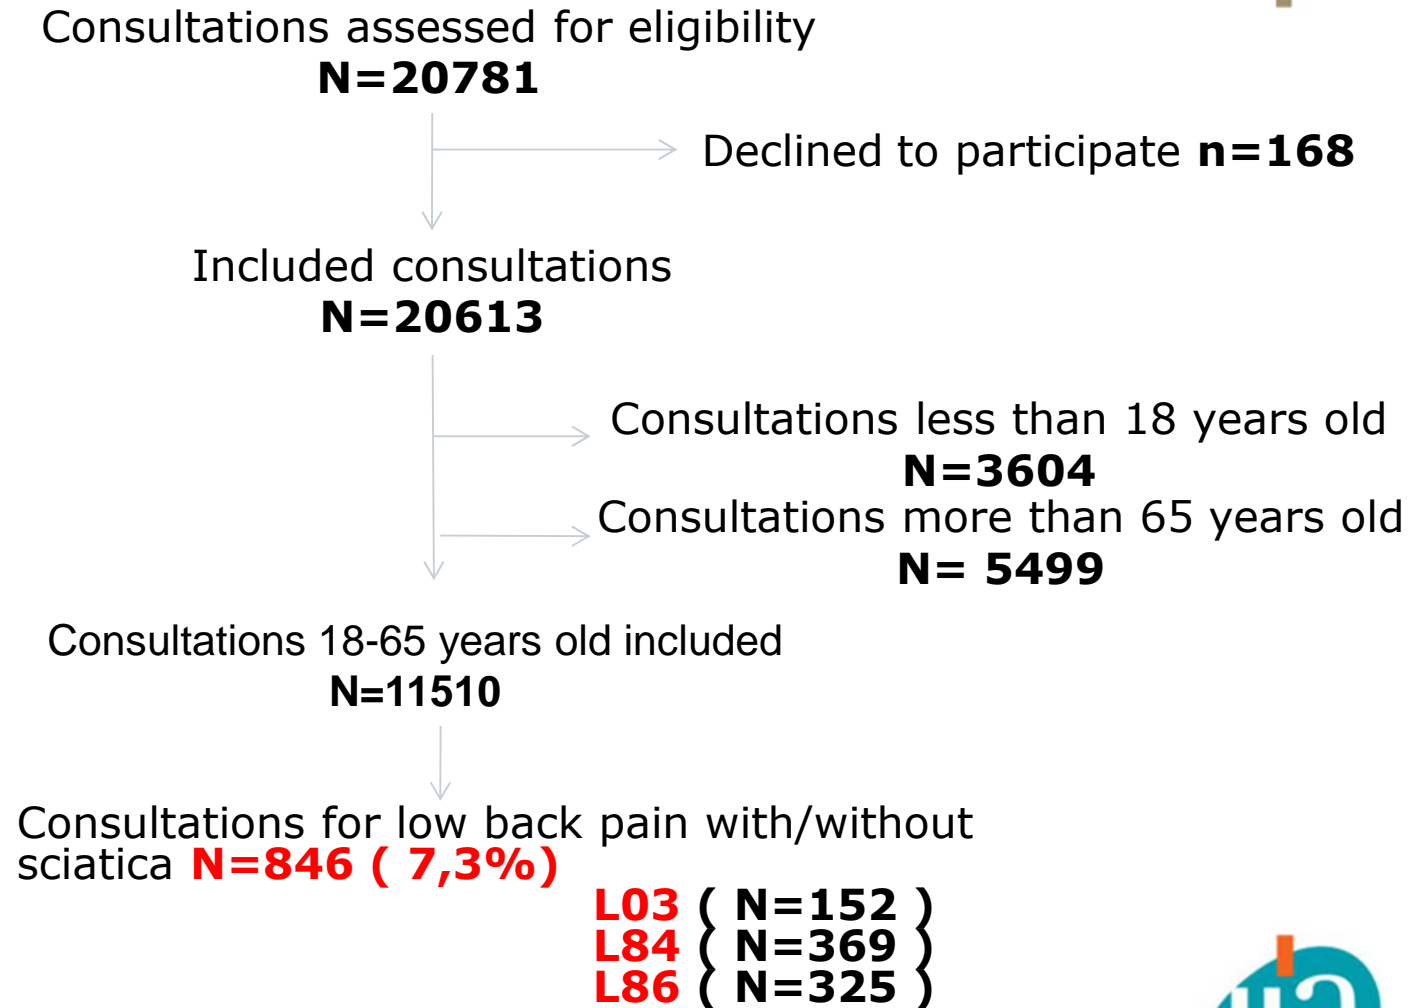 Consultations assessed for eligibility
N=20781
Declined to participate n=168
Included consultations
N=20613
Consultations less than 18 years old
N=3604
Consultations more than 65 years old
N= 5499
Consultations 18-65 years old included
N=11510
Consultations for low back pain with/without
sciatica N=846 ( 7,3%)
L03 ( N=152 )
L84 ( N=369 )
L86 ( N=325 )